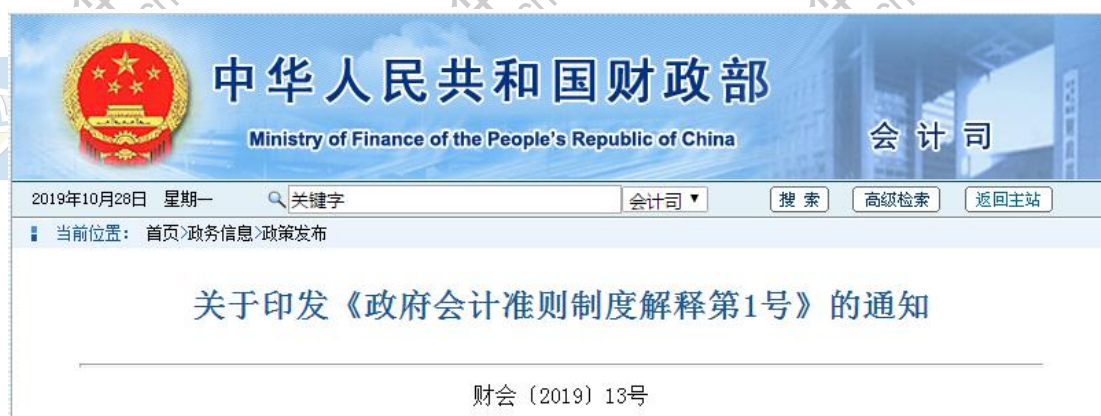 中华人民共和国财政部
Ministry of Finance of the People's Republic of China
会计司
2019年10月28日 星期一 关键字 会计司 搜索 高级检索 返回主站
当前位置： 首页>政务信息>政策发布
关于印发《政府会计准则制度解释第1号》的通知
财会〔2019〕13号